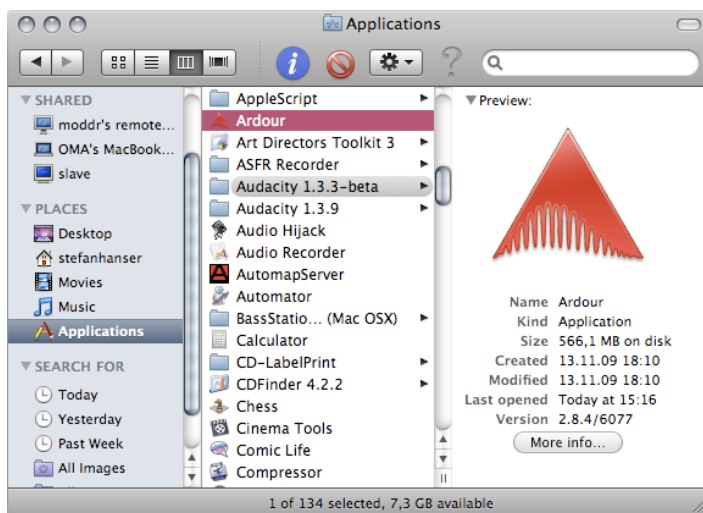 Applications
▼ SHARED
moddr's remote...
OMA's MacBook...
slave
▼ PLACES
Desktop
stefanhanser
Movies
Music
Applications
▼ SEARCH FOR
Today
Yesterday
Past Week
All Images
AppleScript
Ardour
Art Directors Toolkit 3
ASFR Recorder
Audacity 1.3.3-beta
Audacity 1.3.9
Audio Hijack
Audio Recorder
AutomapServer
Automator
BassStatio... (Mac OSX)
Calculator
CD-LabelPrint
CDFinder 4.2.2
Chess
Cinema Tools
Comic Life
Compressor
▼ Preview:
Name Ardour
Kind Application
Size 566,1 MB on disk
Created 13.11.09 18:10
Modified 13.11.09 18:10
Last opened Today at 15:16
Version 2.8.4/6077
More info...
1 of 134 selected, 7,3 GB available